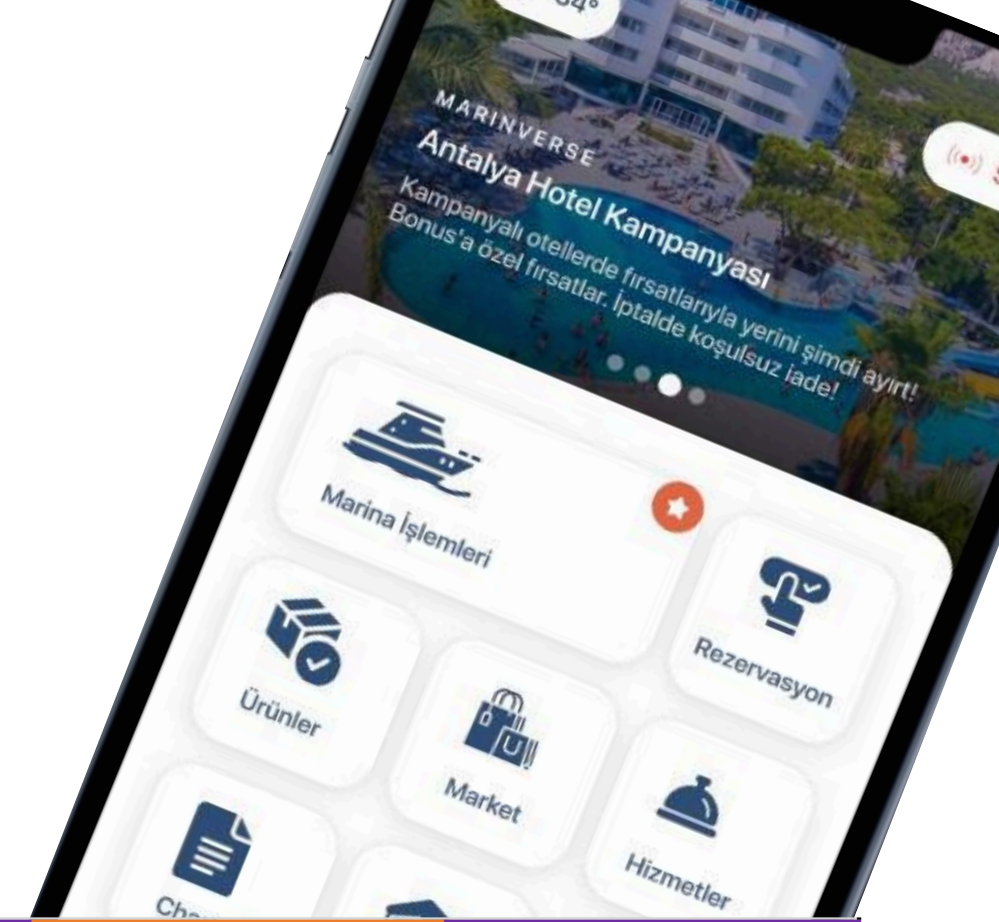 34°
MARINVERSE
Antalya Hotel Kampanyası
Kampanyalı otellerde fırsatlarıyla yerini şimdi ayırt!
Bonus'a özel fırsatlar. İptalde koşulsuz iade!
Marina İşlemleri
Rezervasyon
Ürünler
Market
Hizmetler